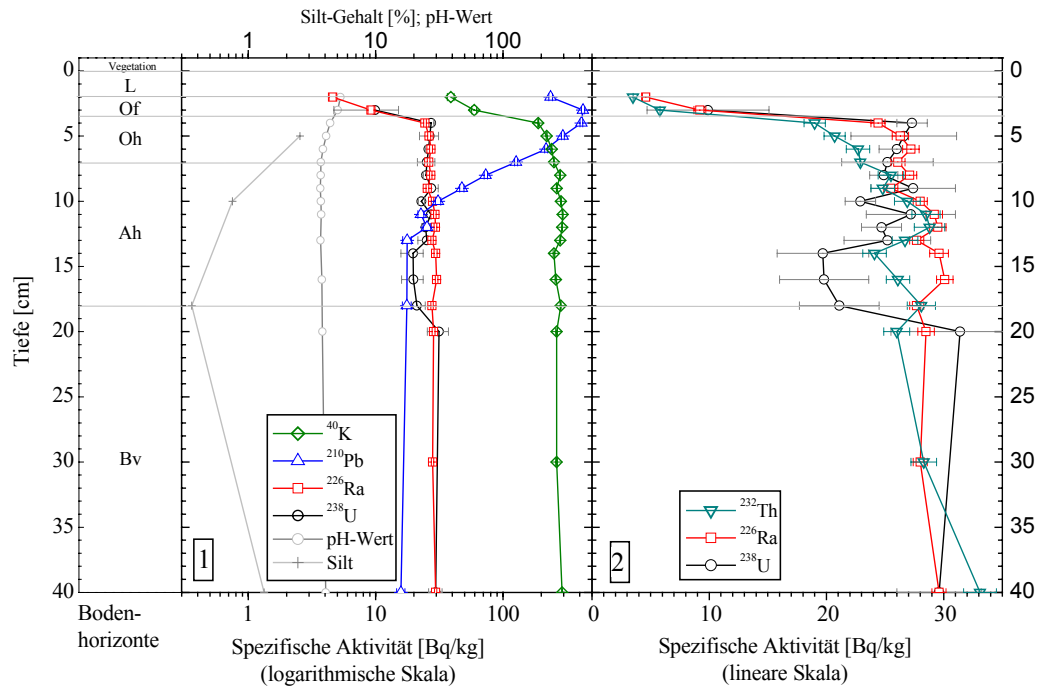 Silt-Gehalt [%]; pH-Wert
1 10 100
0 5 10 15 20 25 30 35 40
Tiefe [cm]
Vegetation
L
Of
Oh
Ah
Bv
Boden-
horizonte
40K
210Pb
226Ra
238U
pH-Wert
Silt
1
1 10 100
Spezifische Aktivität [Bq/kg]
(logarithmische Skala)
232Th
226Ra
238U
2
0 10 20 30
Spezifische Aktivität [Bq/kg]
(lineare Skala)
0 5 10 15 20 25 30 35 40